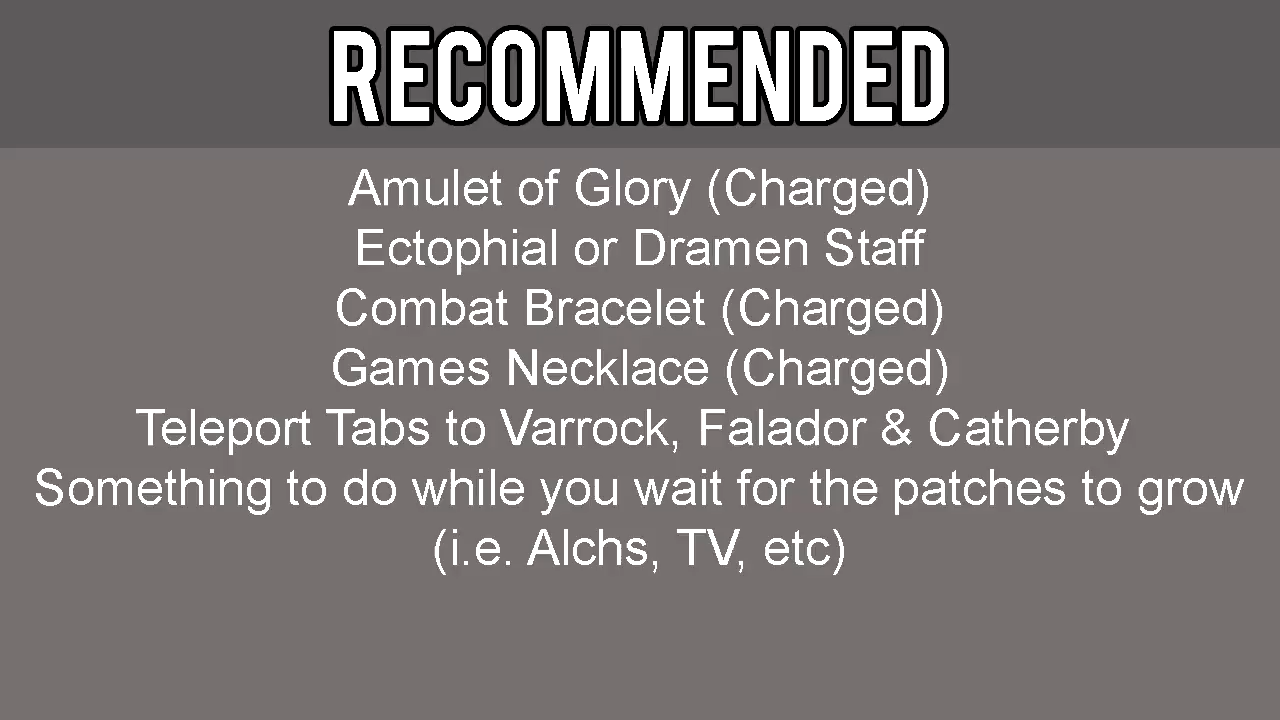 RECOMMENDED
Amulet of Glory (Charged)
Ectophial or Dramen Staff
Combat Bracelet (Charged)
Games Necklace (Charged)
Teleport Tabs to Varrock, Falador & Catherby
Something to do while you wait for the patches to grow
(i.e. Alchs, TV, etc)